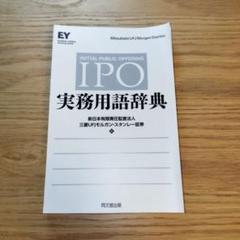 EY
Mitsubishi UFJ Morgan Stanley
INITIAL PUBLIC OFFERING
IPO
実務用語辞典
新日本有限責任監査法人
三菱UFJモルガン・スタンレー証券
編
同文舘出版